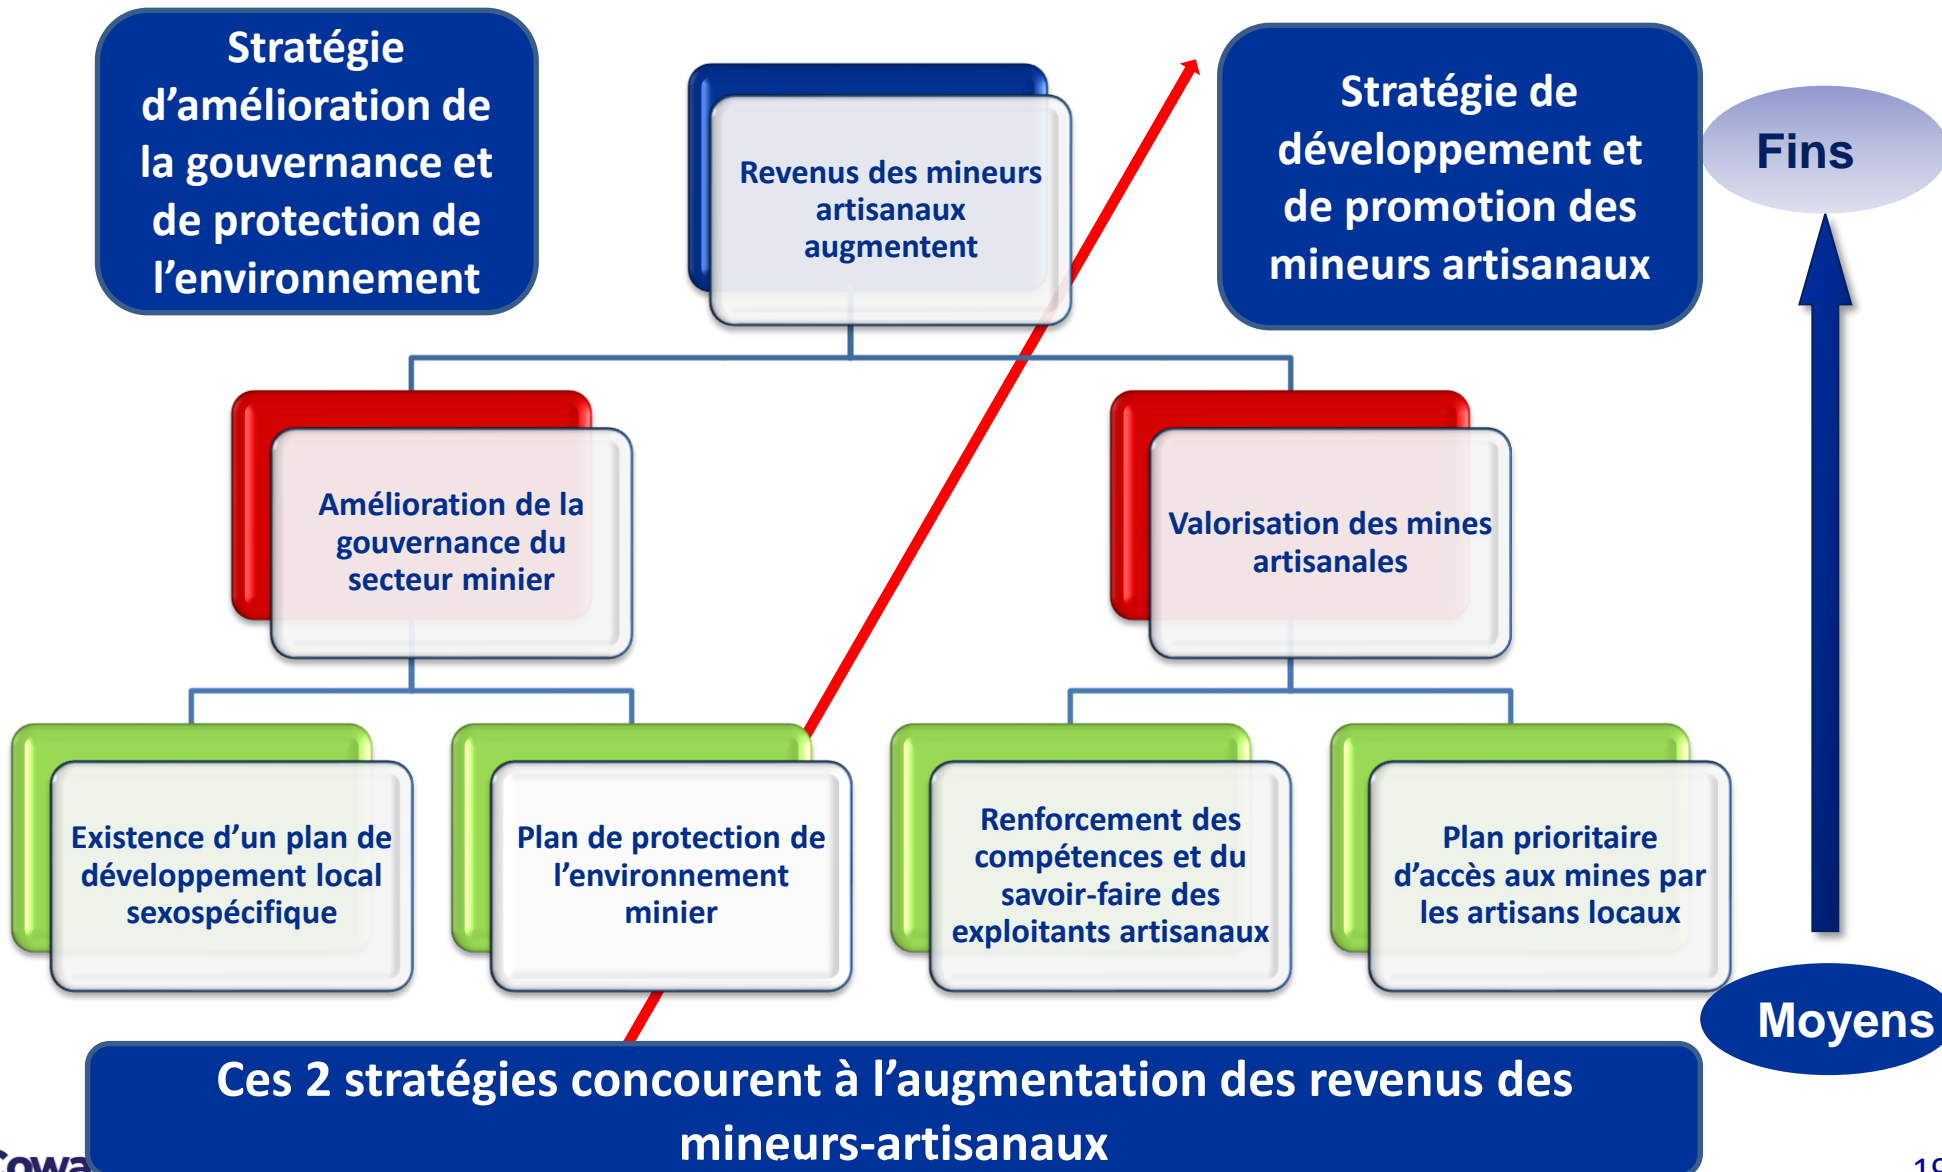 Stratégie
d’amélioration de
la gouvernance et
de protection de
l’environnement
Revenus des mineurs
artisanaux
augmentent
Stratégie de
développement et
de promotion des
mineurs artisanaux
Fins
Amélioration de la
gouvernance du
secteur minier
Valorisation des mines
artisanales
Existence d’un plan de
développement local
sexospécifique
Plan de protection de
l’environnement
minier
Renforcement des
compétences et du
savoir-faire des
exploitants artisanaux
Plan prioritaire
d’accès aux mines par
les artisans locaux
Moyens
Ces 2 stratégies concourent à l’augmentation des revenus des
mineurs-artisanaux